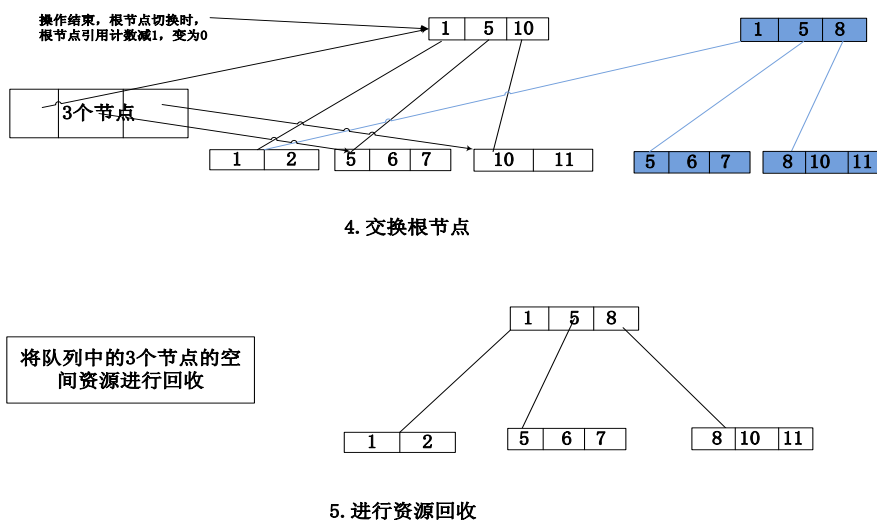 操作结束，根节点切换时，
根节点引用计数减1，变为0
1 5 10
1 5 8
3个节点
1 2
5 6 7
10 11
5 6 7
8 10 11
4.交换根节点
1 5 8
将队列中的3个节点的空
间资源进行回收
1 2
5 6 7
8 10 11
5.进行资源回收